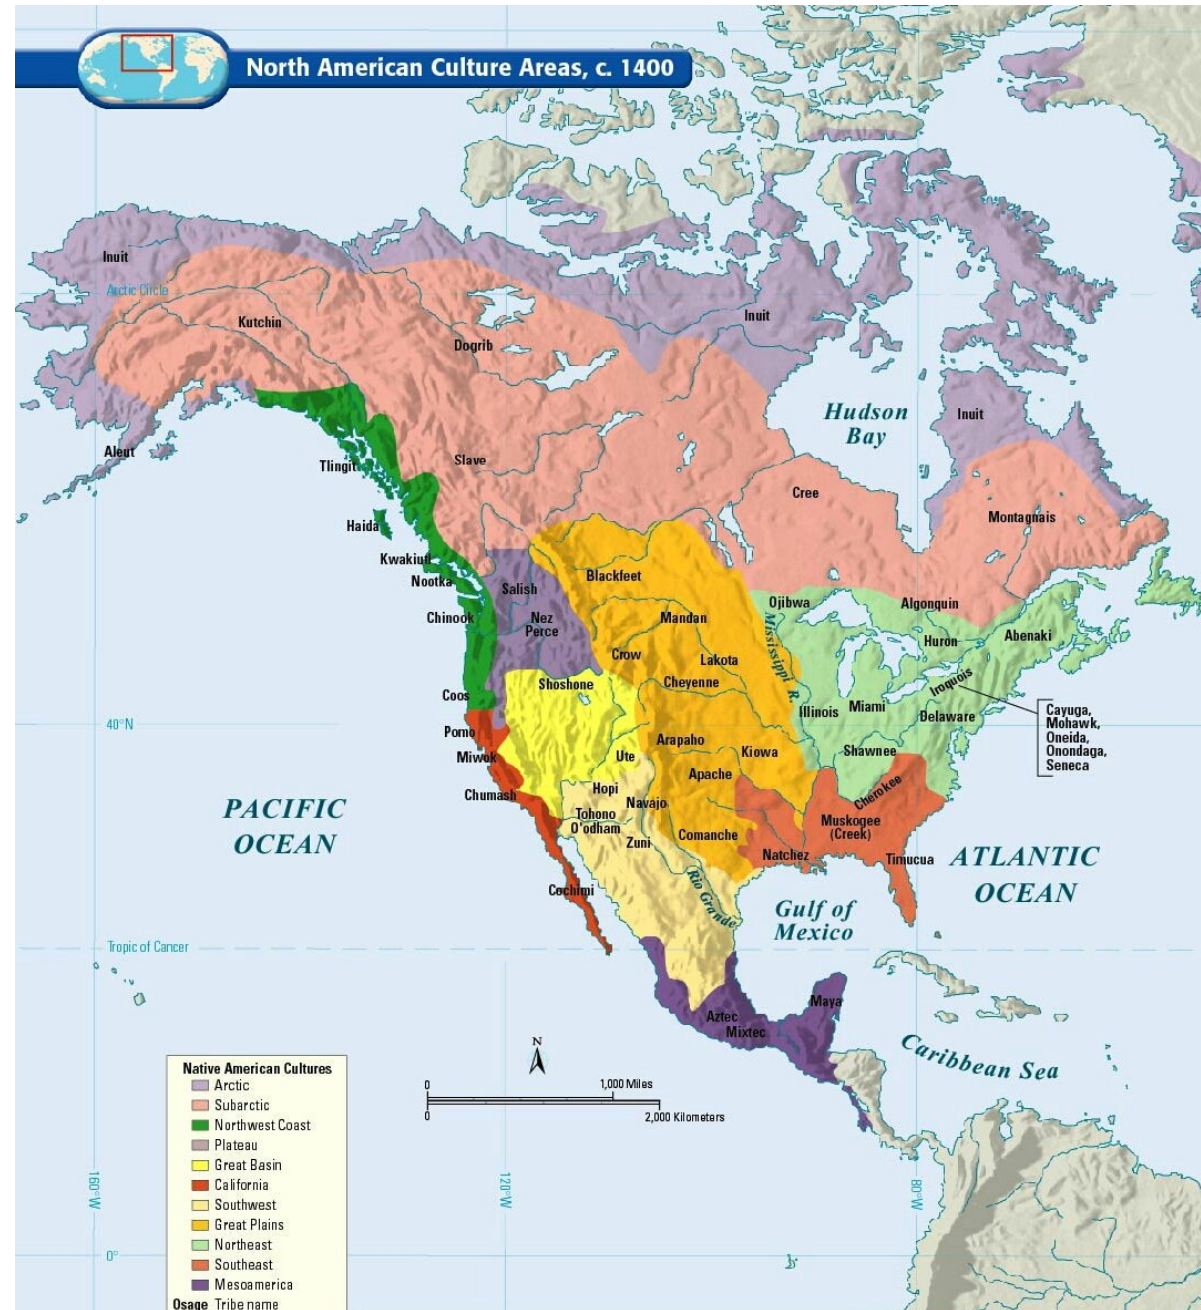 North American Culture Areas, c. 1400
Inuit
Arctic Circle
Kutchin
Dogrib
Inuit
Hudson
Bay
Inuit
Aleut
Tlingit
Slave
Cree
Montagnais
Haida
Kwakiutl
Nootka
Salish
Blackfeet
Chinook
Nez
Perce
Mandan
Ojibwa
Algonquin
Huron
Abenaki
Mississippi R.
Crow
Lakota
Cheyenne
Shoshone
Coos
Illinois
Miami
Iroquois
Delaware
Cayuga,
Mohawk,
Oneida,
Onondaga,
Seneca
40°N
Pomo
Miwok
Ute
Arapaho
Kiowa
Shawnee
Apache
Chumash
Hopi
Navajo
Cherokee
Tohono
O'odham
Zuni
Comanche
Muskogee
(Creek)
Natchez
Timucua
PACIFIC
OCEAN
ATLANTIC
OCEAN
Cochimi
Rio Grande
Gulf of
Mexico
Tropic of Cancer
Maya
Aztec
Mixtec
Caribbean Sea
N
0
1,000 Miles
0
2,000 Kilometers
Native American Cultures
Arctic
Subarctic
Northwest Coast
Plateau
Great Basin
California
Southwest
Great Plains
Northeast
Southeast
Mesoamerica
Osage Tribe name
160°W
120°W
80°W
0°